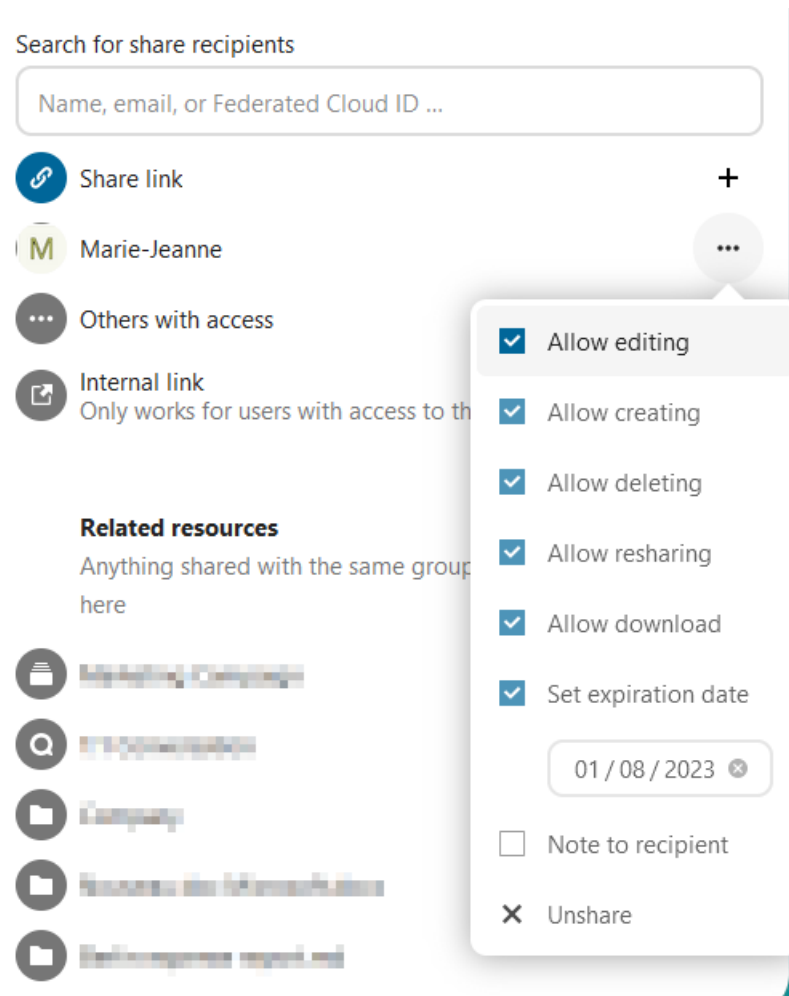 Search for share recipients
Name, email, or Federated Cloud ID ...
Share link
M Marie-Jeanne
Others with access
Internal link
Only works for users with access to th
Allow editing
Allow creating
Allow deleting
Allow resharing
Allow download
Set expiration date
01 / 08 / 2023
Note to recipient
Unshare
Related resources
Anything shared with the same group
here